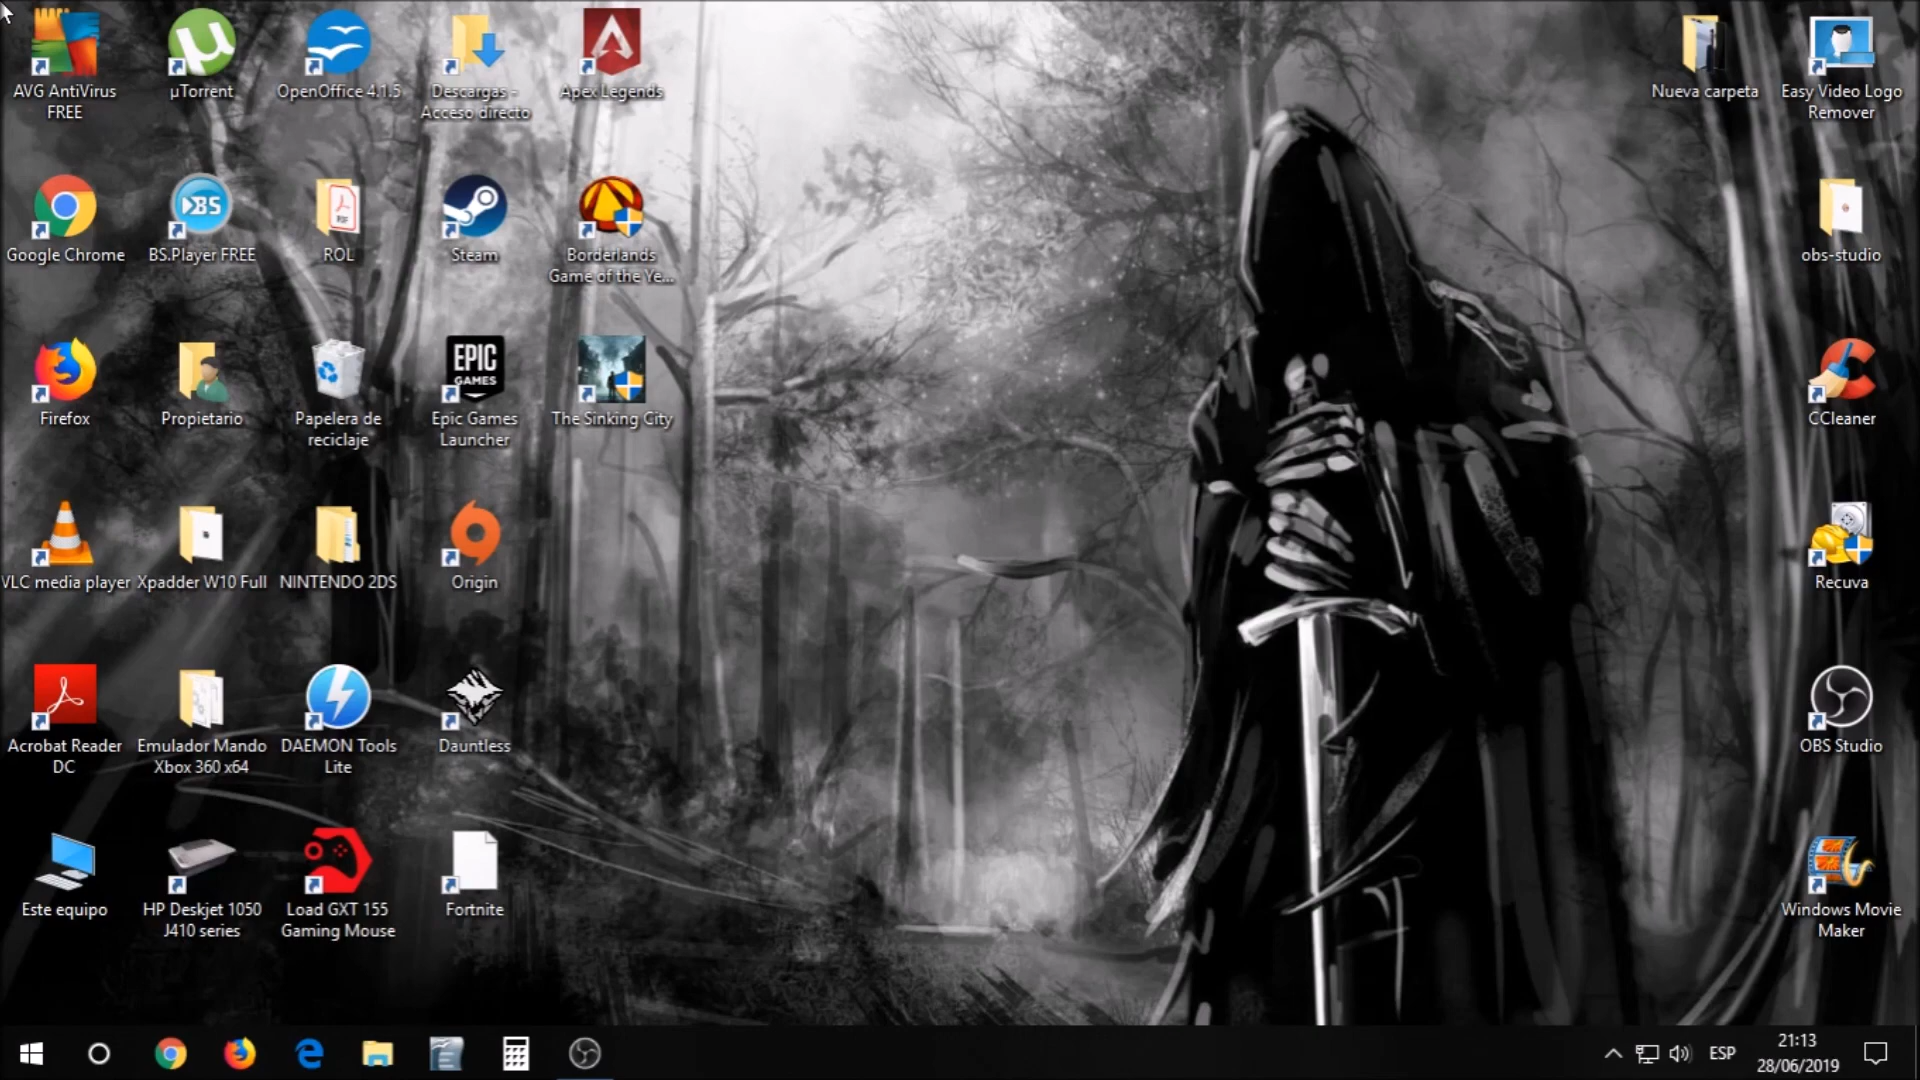 AVG AntiVirus
FREE
µTorrent
OpenOffice 4.1.5
Descargas -
Acceso directo
Apex Legends
Nueva carpeta
Easy Video Logo
Remover
Google Chrome
BS
BS.Player FREE
PDF
ROL
Steam
Borderlands
Game of the Ye...
obs-studio
Firefox
Propietario
Papelera de
reciclaje
EPIC
GAMES
Epic Games
Launcher
The Sinking City
CCleaner
VLC media player
Xpadder W10 Full
NINTENDO 2DS
Origin
Recuva
Acrobat Reader
DC
Emulador Mando
Xbox 360 x64
DAEMON Tools
Lite
Dauntless
OBS Studio
Este equipo
HP Deskjet 1050
J410 series
Load GXT 155
Gaming Mouse
Fortnite
Windows Movie
Maker
ESP
21:13
28/06/2019